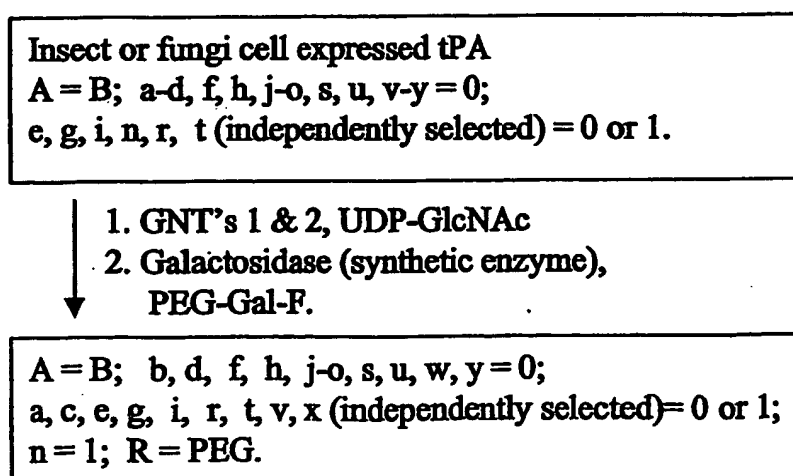 Insect or fungi cell expressed tPA
A = B; a-d, f, h, j-o, s, u, v-y = 0;
e, g, i, n, r, t (independently selected) = 0 or 1.
1. GNT's 1 & 2, UDP-GlcNAc
2. Galactosidase (synthetic enzyme),
PEG-Gal-F.
A = B; b, d, f, h, j-o, s, u, w, y = 0;
a, c, e, g, i, r, t, v, x (independently selected)= 0 or 1;
n = 1; R = PEG.